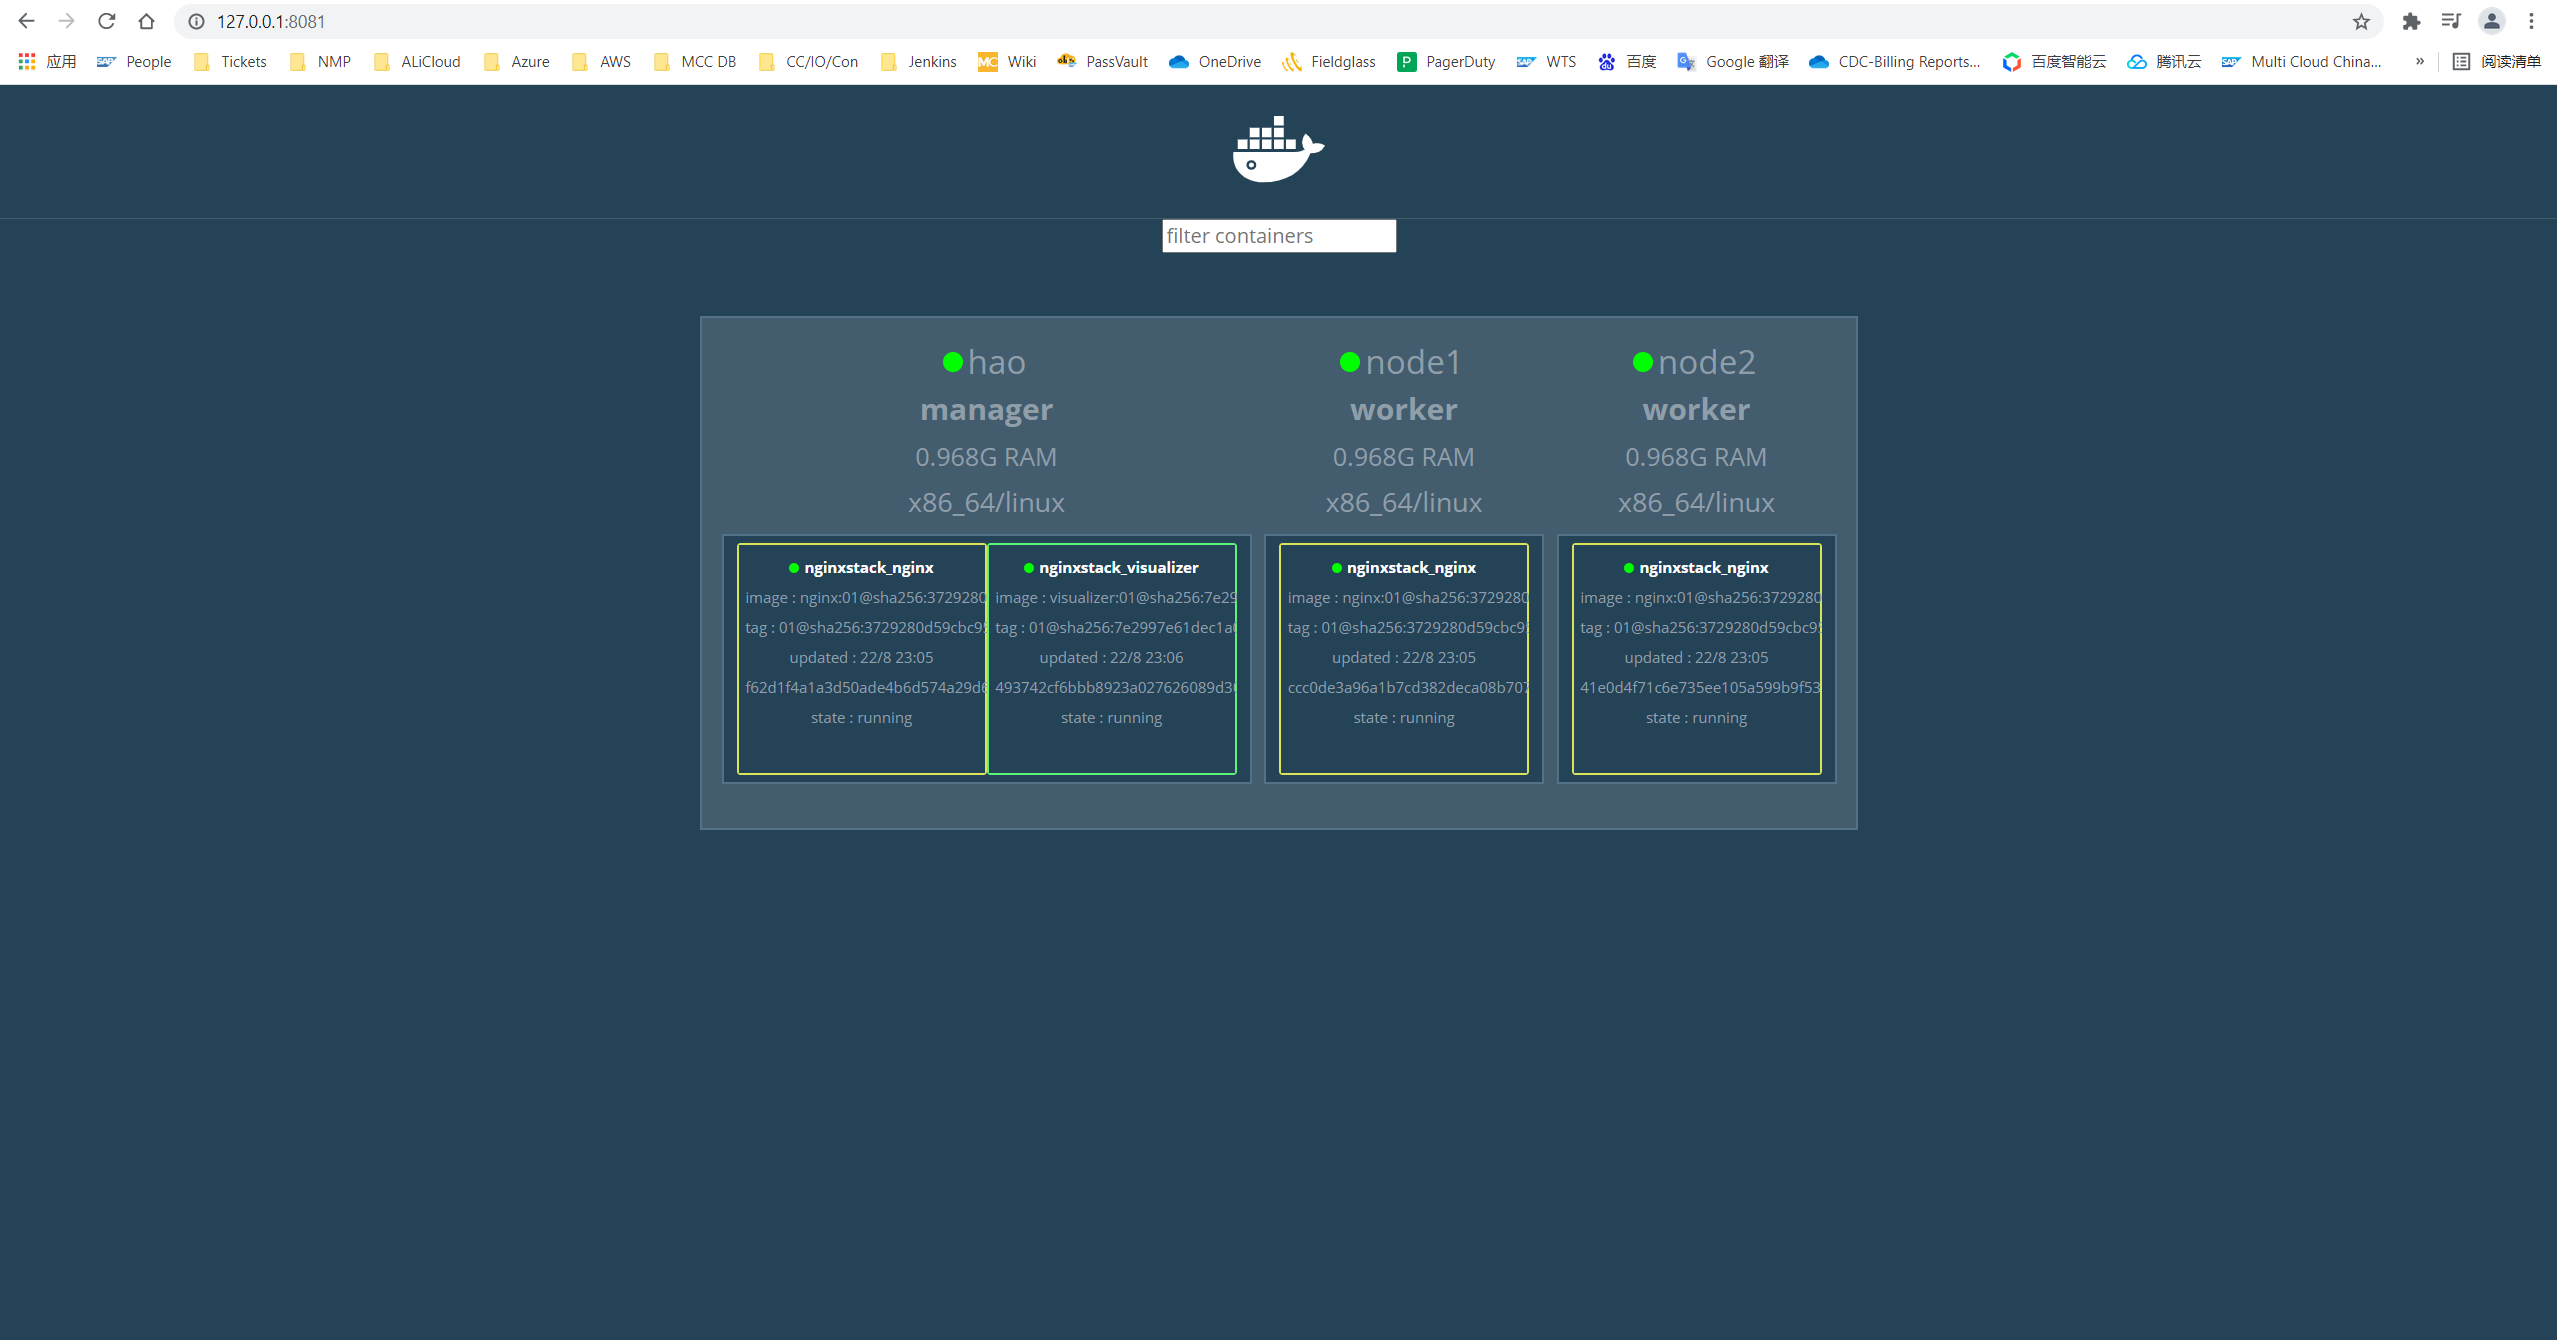 127.0.0.1:8081
应用 People Tickets NMP ALiCloud Azure AWS MCC DB CC/IO/Con Jenkins MC Wiki PassVault OneDrive Fieldglass P PagerDuty WTS 百度 Google 翻译 CDC-Billing Reports... 百度智能云 腾讯云 Multi Cloud China... » 阅读清单
filter containers
hao
manager
0.968G RAM
x86_64/linux
nginxstack_nginx
image : nginx:01@sha256:3729280
tag : 01@sha256:3729280d59cbc95
updated : 22/8 23:05
f62d1f4a1a3d50ade4b6d574a29d6
state : running
nginxstack_visualizer
image : visualizer:01@sha256:7e29
tag : 01@sha256:7e2997e61dec1a
updated : 22/8 23:06
493742cf6bbb8923a027626089d3
state : running
node1
worker
0.968G RAM
x86_64/linux
nginxstack_nginx
image : nginx:01@sha256:3729280
tag : 01@sha256:3729280d59cbc95
updated : 22/8 23:05
ccc0de3a96a1b7cd382deca08b707
state : running
node2
worker
0.968G RAM
x86_64/linux
nginxstack_nginx
image : nginx:01@sha256:3729280
tag : 01@sha256:3729280d59cbc95
updated : 22/8 23:05
41e0d4f71c6e735ee105a599b9f53
state : running